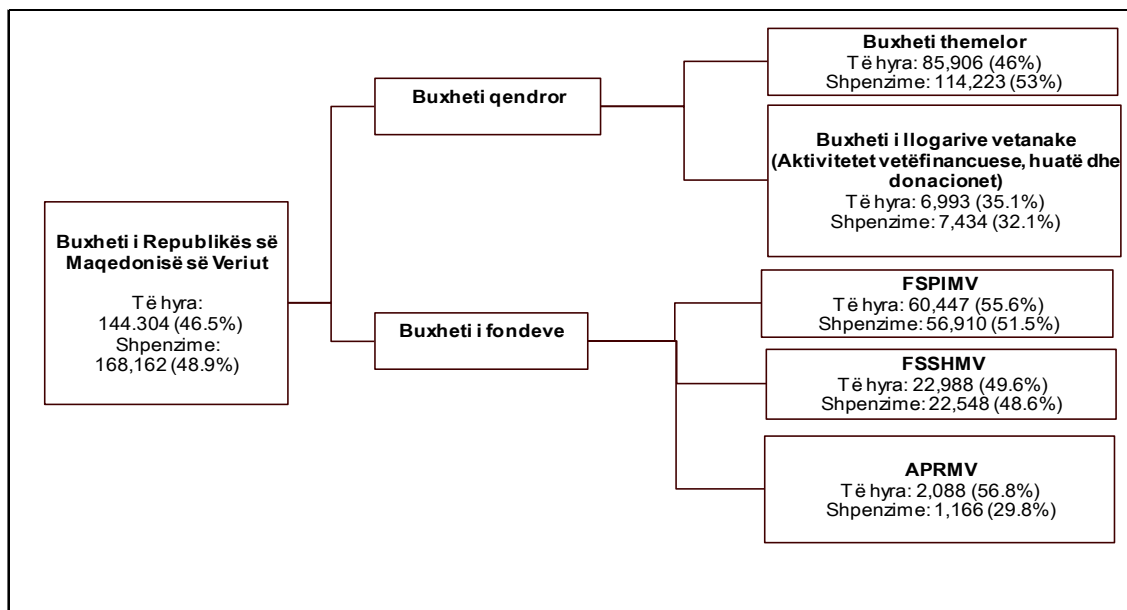 Buxheti i Republikës së
Maqedonisë së Veriut
Të hyra:
144.304 (46.5%)
Shpenzime:
168,162 (48.9%)
Buxheti qendror
Buxheti i fondeve
Buxheti themelor
Të hyra: 85,906 (46%)
Shpenzime: 114,223 (53%)
Buxheti i llogarive vetanake
(Aktivitetet vetëfinancuese, huatë dhe
donacionet)
Të hyra: 6,993 (35.1%)
Shpenzime: 7,434 (32.1%)
FSPIMV
Të hyra: 60,447 (55.6%)
Shpenzime: 56,910 (51.5%)
FSSHMV
Të hyra: 22,988 (49.6%)
Shpenzime: 22,548 (48.6%)
APRMV
Të hyra: 2,088 (56.8%)
Shpenzime: 1,166 (29.8%)